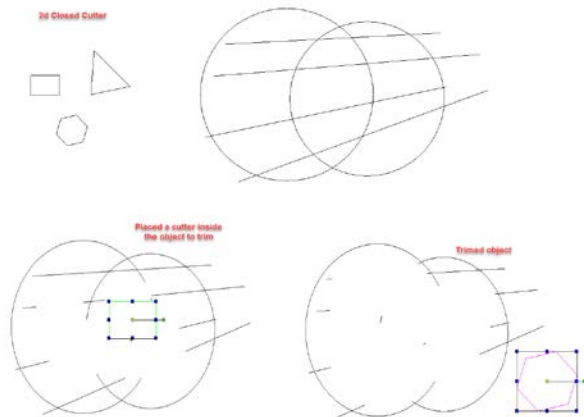 2d Closed Cutter
Placed a cutter inside
the object to trim
Trimed object